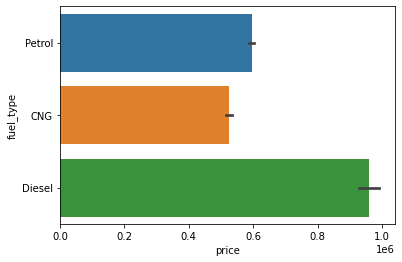 Petrol
CNG
Diesel
fuel_type
0.0 0.2 0.4 0.6 0.8 1.0
1e6
price